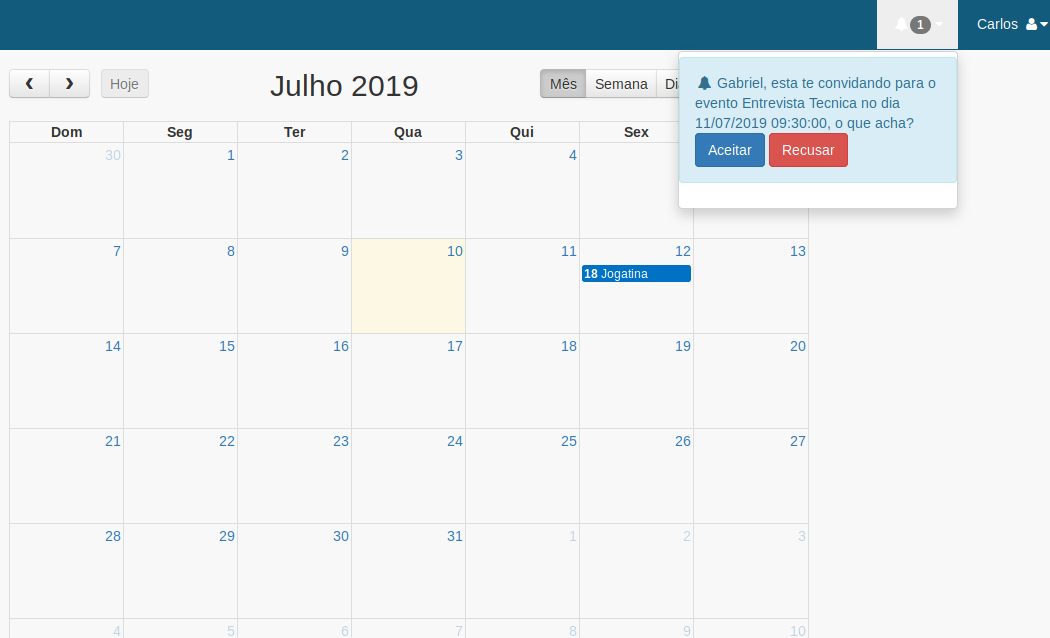 1
Carlos
Hoje
Julho 2019
Mês Semana Di
Gabriel, esta te convidando para o
evento Entrevista Tecnica no dia
11/07/2019 09:30:00, o que acha?
Aceitar Recusar
Dom Seg Ter Qua Qui Sex
30 1 2 3 4
7 8 9 10 11 12 13
18 Jogatina
14 15 16 17 18 19 20
21 22 23 24 25 26 27
28 29 30 31 1 2 3
4 5 6 7 8 9 10